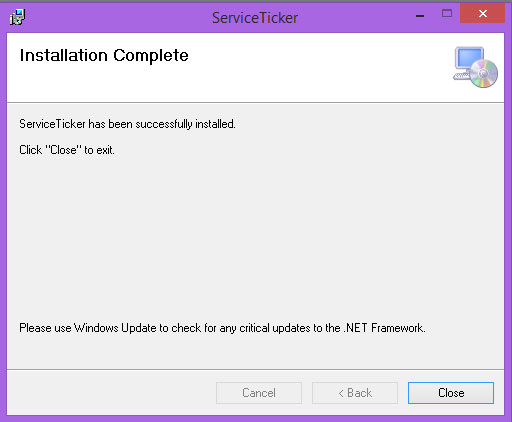 ServiceTicker
Installation Complete
ServiceTicker has been successfully installed.
Click "Close" to exit.
Please use Windows Update to check for any critical updates to the .NET Framework.
Cancel
< Back
Close